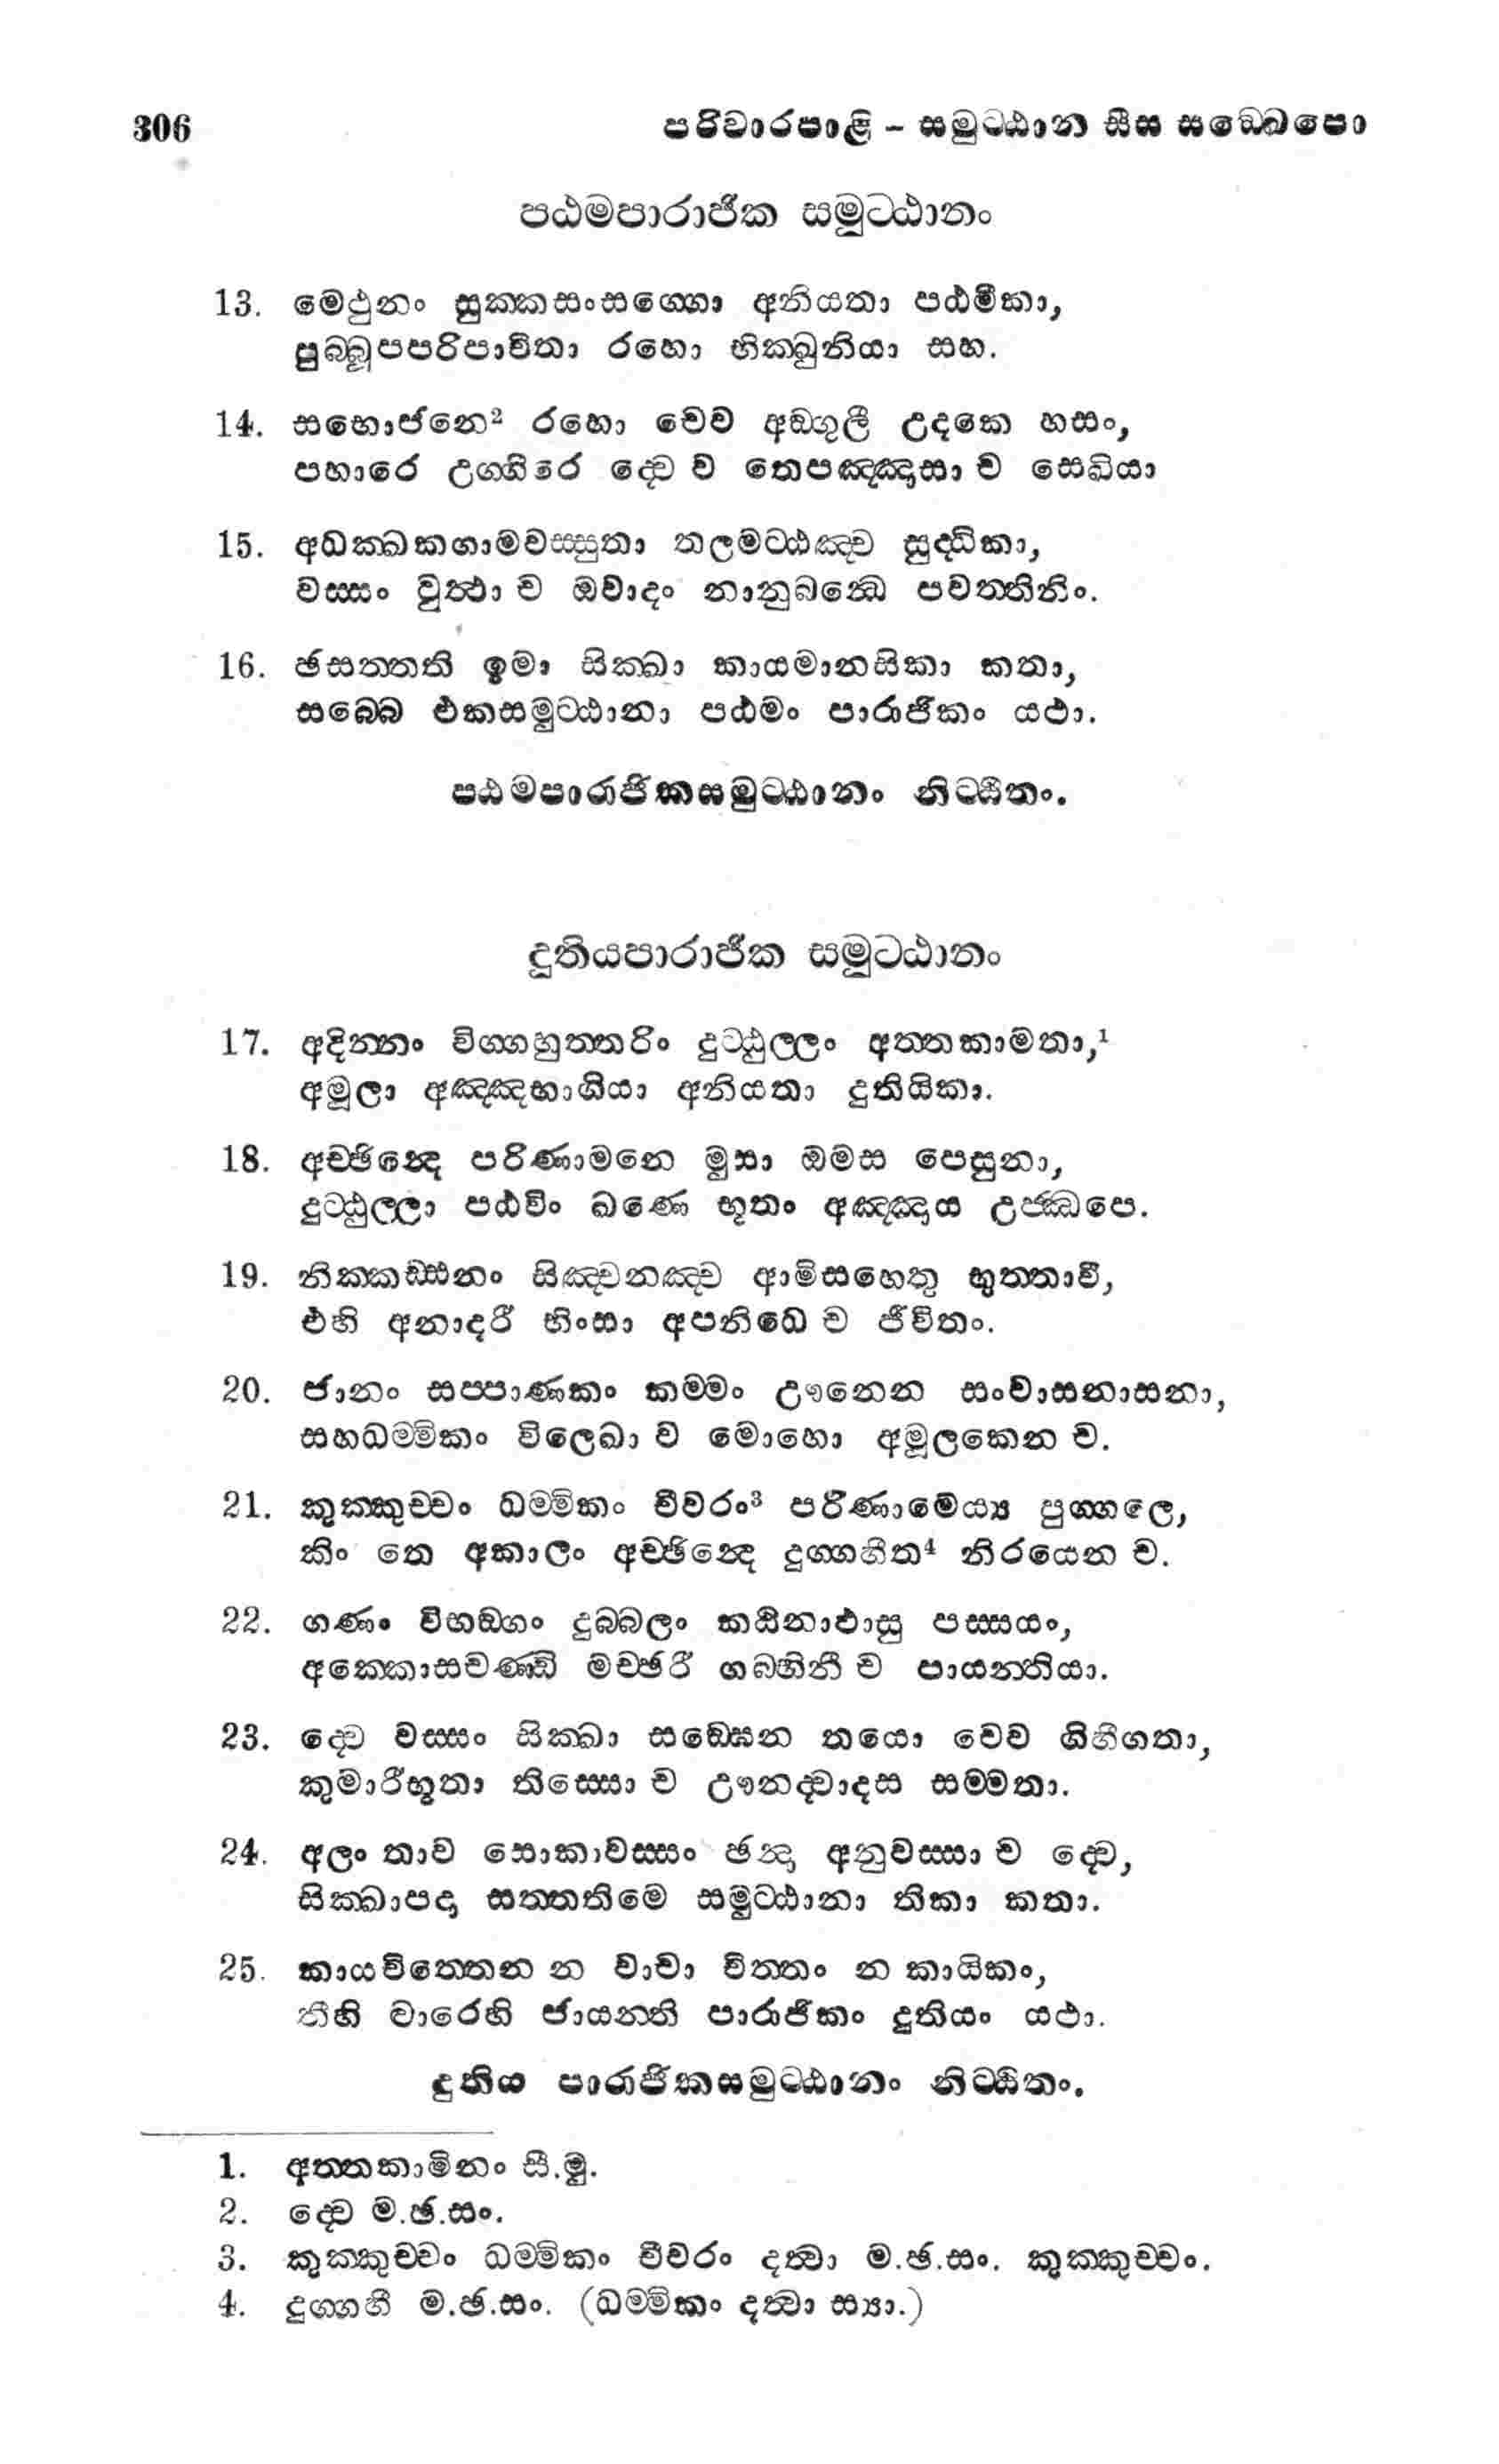 306 පරිවාරපාළි - සමුට්ඨාන සීස සඞ්ඛෙපො
පඨමපාරාජික සමුට්ඨානං
13. මෙථුනං සුක්කසංසග්ගො අනියතා පඨමිකා,
පුබ්බූපපරිපාචිතා රහො භික්ඛුනියා සහ.
14. සභොජනෙ² රහො චෙව අඞ්ගුලී උදකෙ හසං,
පහාරෙ උග්ගිරෙ ද්වෙ ච තෙපඤ්ඤාසා ච සෙඛියා
15. අධක්ඛකගාමවස්සුතා තලමට්ඨඤ්ච සුද්ධිකා,
වස්සං වුත්ථා ච ඔවාදං නානුබන්ධෙ පවත්තිනිං.
16. ඡසත්තති ඉමා සික්ඛා කායමානසිකා කතා,
සබ්බෙ එකසමුට්ඨානා පඨමං පාරාජිකං යථා.
පඨමපාරාජිකසමුට්ඨානං නිට්ඨිතං.
දුතියපාරාජික සමුට්ඨානං
17. අදින්නං විග්ගහුත්තරිං දුට්ඨුල්ලං අත්තකාමතා,¹
අමූලා අඤ්ඤභාගියා අනියතා දුතියිකා.
18. අච්ඡින්දෙ පරිණාමනෙ මුසා ඔමස පෙසුනා,
දුට්ඨුල්ලා පඨවිං ඛණෙ භූතං අඤ්ඤාය උජ්ඣාපෙ.
19. නික්කඩ්ඪනං සිඤ්චනඤ්ච ආමිසහෙතු භුත්තාවී,
එහි අනාදරී භිංසා අපනිධෙ ච ජීවිතං.
20. ජානං සප්පාණකං කම්මං ඌනෙන සංවාසනාසනා,
සහධම්මිකං විලෙඛා ච මොහො අමූලකෙන ච.
21. කුක්කුච්චං ධම්මිකං චීවරං³ පරිණාමෙය්‍ය පුග්ගලෙ,
කිං තෙ අකාලං අච්ඡින්දෙ දුග්ගහීත⁴ නිරයෙන ච.
22. ගණං විභඞ්ගං දුබ්බලං කඨිනාඵාසු පස්සයං,
අක්කොසචණ්ඩි මච්ඡරී ගබ්භිනී ච පායන්තියා.
23. ද්වෙ වස්සං සික්ඛා සඞ්ඝෙන තයො චෙව ගිහීගතා,
කුමාරීභූතා තිස්සො ච ඌනද්වාදස සම්මතා.
24. අලං තාව සොකාවස්සං ඡන්දා අනුවස්සා ච ද්වෙ,
සික්ඛාපදා සත්තතිමෙ සමුට්ඨානා තිකා කතා.
25. කායචිත්තෙන න වාචා චිත්තං න කායිකං,
තීහි වාරෙහි ජායන්ති පාරාජිකං දුතියං යථා.
දුතිය පාරාජිකසමුට්ඨානං නිට්ඨිතං.
1. අත්තකාමිනං සී.මු.
2. ද්වෙ ම.ඡ.සං.
3. කුක්කුච්චං ධම්මිකං චීවරං දත්වා ම.ඡ.සං. කුක්කුච්චං.
4. දුග්ගහී ම.ඡ.සං. (ධම්මිකං දත්වා ස්‍යා.)